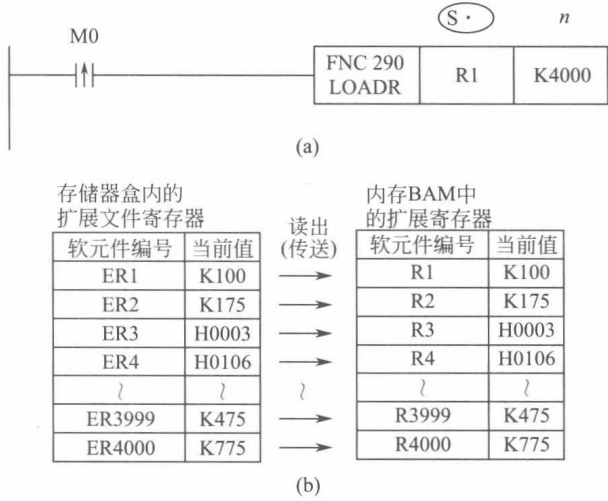 S· n
M0
FNC 290
LOADR R1 K4000
(a)
存储器盒内的
扩展文件寄存器
读出
(传送)
内存BAM中
的扩展寄存器
软元件编号 当前值 软元件编号 当前值
ER1 K100 R1 K100
ER2 K175 R2 K175
ER3 H0003 R3 H0003
ER4 H0106 R4 H0106
≀ ≀ ≀ ≀ ≀
ER3999 K475 R3999 K475
ER4000 K775 R4000 K775
(b)